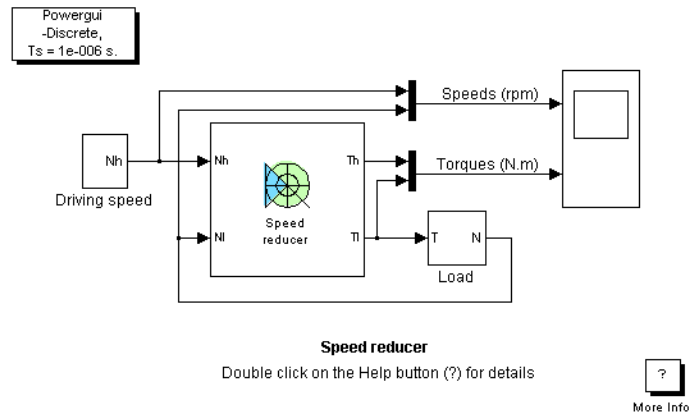 Powergui
-Discrete,
Ts = 1e-006 s.
Speeds (rpm)
Nh
Nh
Th
Torques (N.m)
Driving speed
Speed
reducer
Nl
Tl
T
N
Load
Speed reducer
Double click on the Help button (?) for details
?
More Info